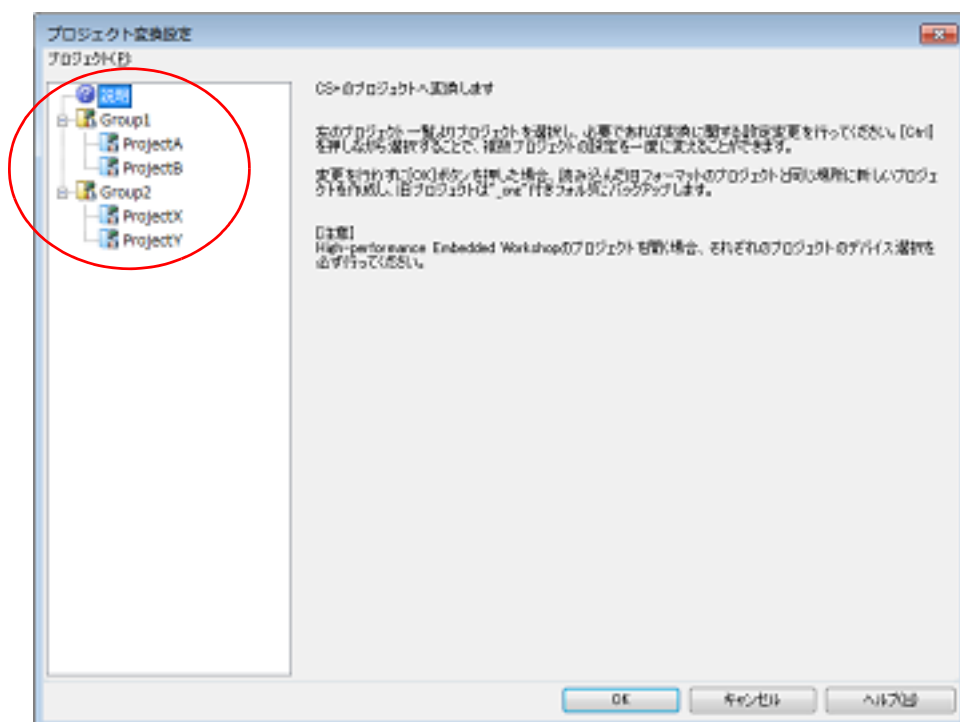 プロジェクト変換設定
プロジェクト(P)
説明
Group1
ProjectA
ProjectB
Group2
ProjectX
ProjectY
CS+のプロジェクトへ変換します
左のプロジェクト一覧よりプロジェクトを選択し、必要であれば変換に関する設定変更を行ってください。[Ctrl]
を押しながら選択することで、複数プロジェクトの設定を一度に変えることができます。
変更を行わずに[OK]ボタンを押した場合、読み込んだ旧フォーマットのプロジェクトと同じ場所に新しいプロジェ
クトを作成し、旧プロジェクトは"_org"付きフォルダにバックアップします。
【注意】
High-performance Embedded Workshopのプロジェクトを開く場合、それぞれのプロジェクトのデバイス選択を
必ず行ってください。
OK
キャンセル
ヘルプ(H)